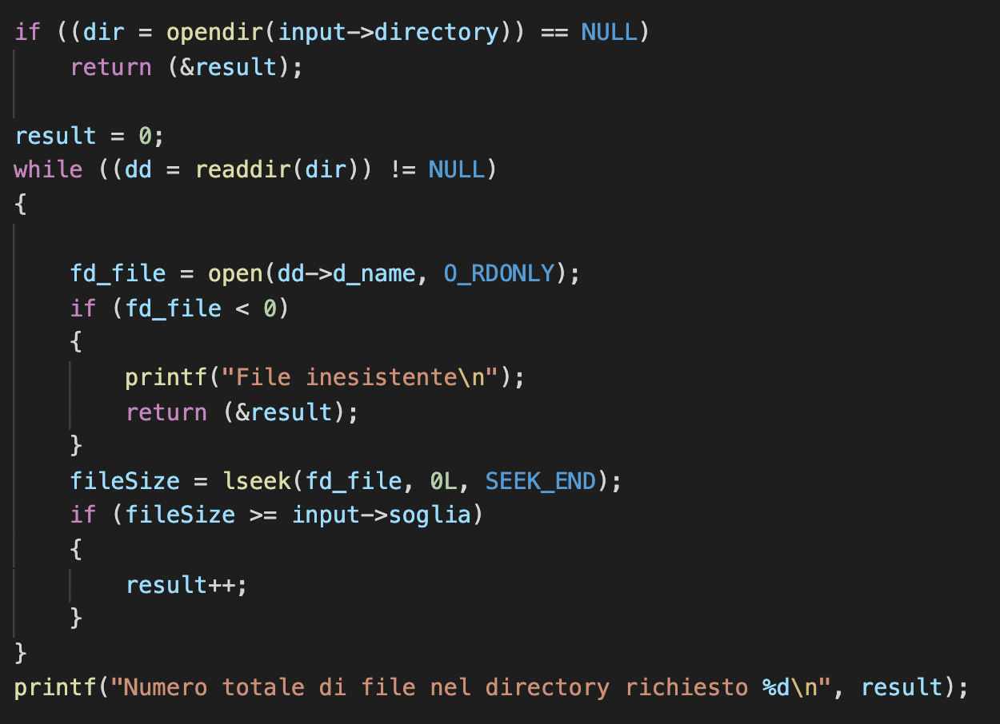 if ((dir = opendir(input->directory)) == NULL)
    return (&result);

result = 0;
while ((dd = readdir(dir)) != NULL)
{

    fd_file = open(dd->d_name, O_RDONLY);
    if (fd_file < 0)
    {
        printf("File inesistente\n");
        return (&result);
    }
    fileSize = lseek(fd_file, 0L, SEEK_END);
    if (fileSize >= input->soglia)
    {
        result++;
    }
}
printf("Numero totale di file nel directory richiesto %d\n", result);